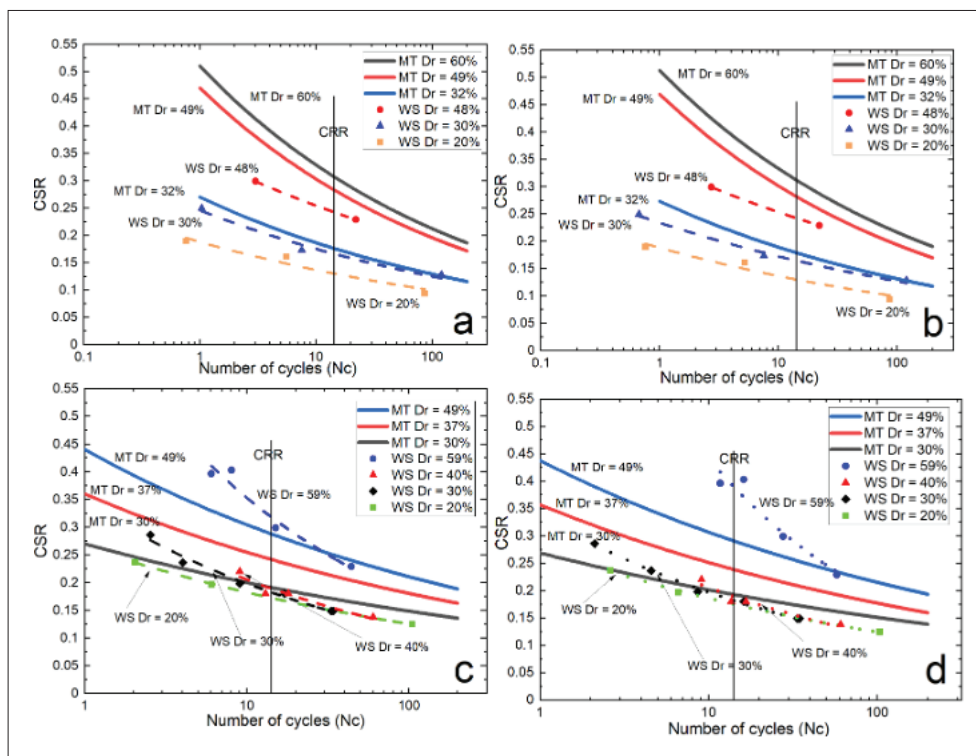 0.55
0.5
0.45
0.4
0.35
0.3
0.25
0.2
0.15
0.1
0.05
0
CSR
MT Dr = 60%
MT Dr = 49%
MT Dr = 32%
WS Dr = 48%
WS Dr = 30%
WS Dr = 20%
MT Dr = 60%
MT Dr = 49%
CRR
WS Dr = 48%
MT Dr = 32%
WS Dr = 30%
WS Dr = 20%
a
0.1 1 10 100
Number of cycles (Nc)
0.55
0.5
0.45
0.4
0.35
0.3
0.25
0.2
0.15
0.1
0.05
0
CSR
MT Dr = 60%
MT Dr = 49%
MT Dr = 32%
WS Dr = 48%
WS Dr = 30%
WS Dr = 20%
MT Dr = 60%
MT Dr = 49%
CRR
WS Dr = 48%
MT Dr = 32%
WS Dr = 30%
WS Dr = 20%
b
0.1 1 10 100
Number of cycles (Nc)
0.55
0.5
0.45
0.4
0.35
0.3
0.25
0.2
0.15
0.1
0.05
0
CSR
MT Dr = 49%
MT Dr = 37%
MT Dr = 30%
WS Dr = 59%
WS Dr = 40%
WS Dr = 30%
WS Dr = 20%
CRR
MT Dr = 49%
MT Dr = 37%
WS Dr = 59%
MT Dr = 30%
WS Dr = 20%
WS Dr = 30%
WS Dr = 40%
c
1 10 100
Number of cycles (Nc)
0.55
0.5
0.45
0.4
0.35
0.3
0.25
0.2
0.15
0.1
0.05
0
CSR
MT Dr = 49%
MT Dr = 37%
MT Dr = 30%
WS Dr = 59%
WS Dr = 40%
WS Dr = 30%
WS Dr = 20%
CRR
MT Dr = 49%
MT Dr = 37%
WS Dr = 59%
MT Dr = 30%
WS Dr = 20%
WS Dr = 30%
WS Dr = 40%
d
1 10 100
Number of cycles (Nc)